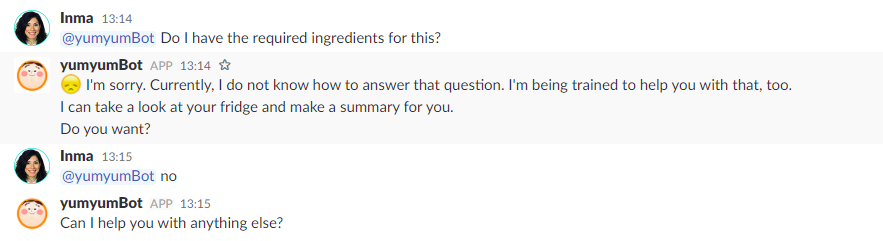 Inma 13:14
@yumyumBot Do I have the required ingredients for this?
yumyumBot APP 13:14
I'm sorry. Currently, I do not know how to answer that question. I'm being trained to help you with that, too.
I can take a look at your fridge and make a summary for you.
Do you want?
Inma 13:15
@yumyumBot no
yumyumBot APP 13:15
Can I help you with anything else?